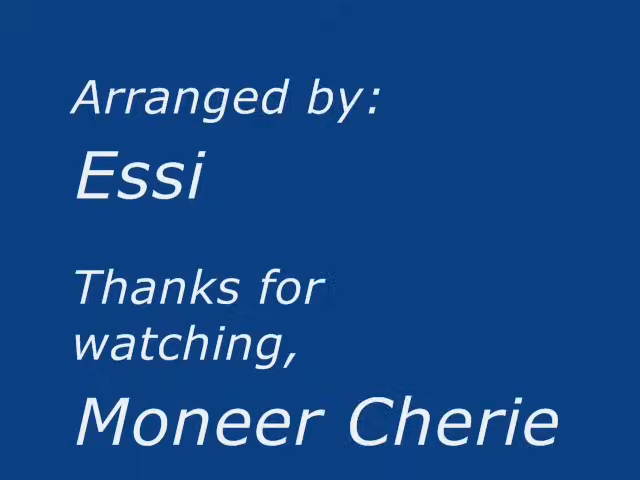 Arranged by:
Essi
Thanks for
watching,
Moneer Cherie